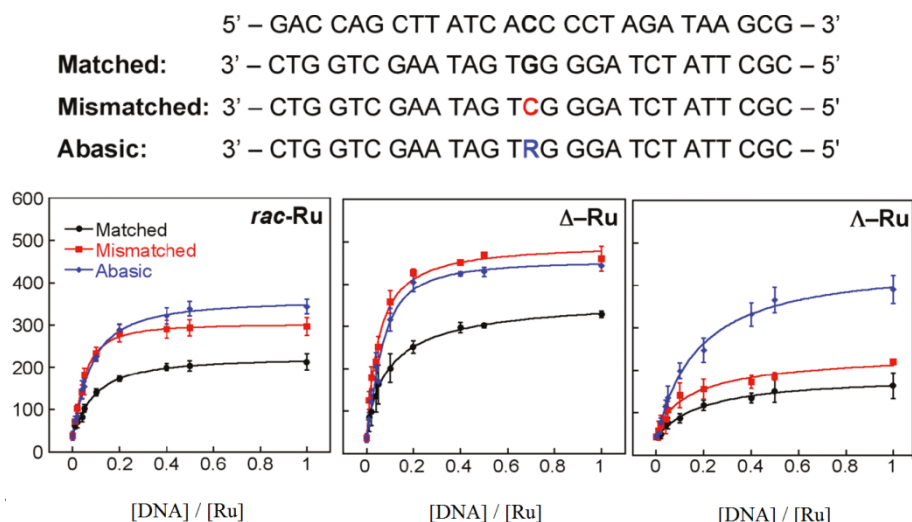 5' – GAC CAG CTT ATC ACC CCT AGA TAA GCG – 3'
Matched: 3' – CTG GTC GAA TAG TGG GGA TCT ATT CGC – 5'
Mismatched: 3' – CTG GTC GAA TAG TCG GGA TCT ATT CGC – 5'
Abasic: 3' – CTG GTC GAA TAG TRG GGA TCT ATT CGC – 5'
rac-Ru
Matched
Mismatched
Abasic
600
500
400
300
200
100
0
0 0.2 0.4 0.6 0.8 1
[DNA] / [Ru]
Δ–Ru
0 0.2 0.4 0.6 0.8 1
[DNA] / [Ru]
Λ–Ru
0 0.2 0.4 0.6 0.8 1
[DNA] / [Ru]